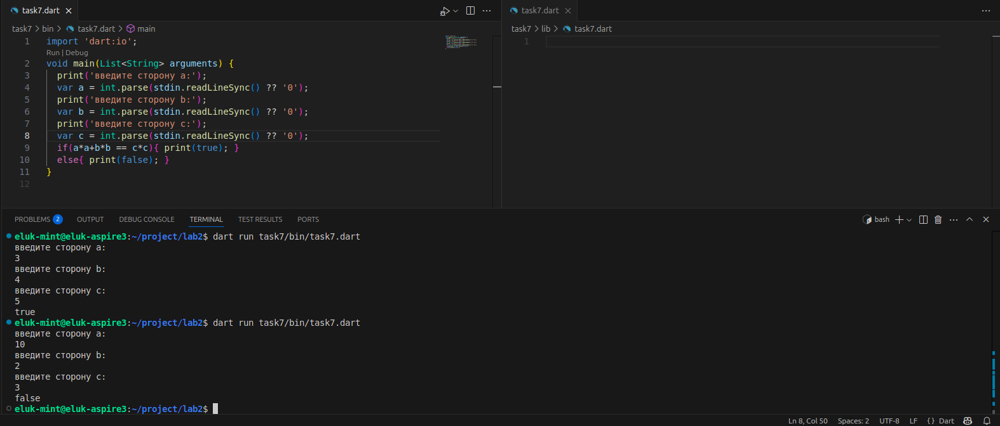 task7.dart
task7 > bin > task7.dart > main
1 import 'dart:io';
Run | Debug
2 void main(List<String> arguments) {
3 print('введите сторону a:');
4 var a = int.parse(stdin.readLineSync() ?? '0');
5 print('введите сторону b:');
6 var b = int.parse(stdin.readLineSync() ?? '0');
7 print('введите сторону c:');
8 var c = int.parse(stdin.readLineSync() ?? '0');
9 if(a*a+b*b == c*c){ print(true); }
10 else{ print(false); }
11 }
12
task7.dart
task7 > lib > task7.dart
1
PROBLEMS 2 OUTPUT DEBUG CONSOLE TERMINAL TEST RESULTS PORTS
bash
eluk-mint@eluk-aspire3:~/project/lab2$ dart run task7/bin/task7.dart
введите сторону a:
3
введите сторону b:
4
введите сторону c:
5
true
eluk-mint@eluk-aspire3:~/project/lab2$ dart run task7/bin/task7.dart
введите сторону a:
10
введите сторону b:
2
введите сторону c:
3
false
eluk-mint@eluk-aspire3:~/project/lab2$
Ln 8, Col 50 Spaces: 2 UTF-8 LF {} Dart